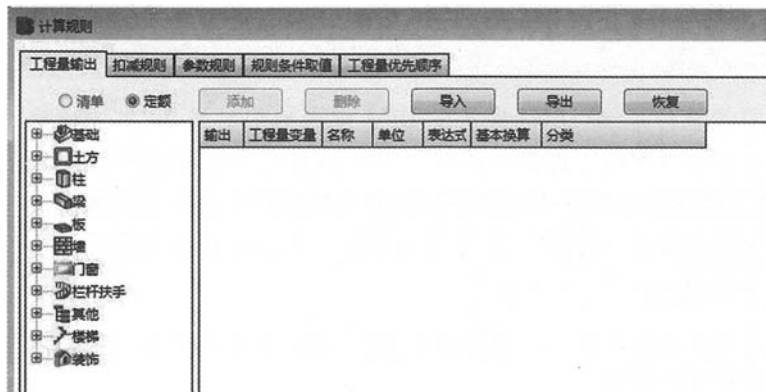 计算规则
工程量输出 扣减规则 参数规则 规则条件取值 工程量优先顺序
清单 定额 添加 删除 导入 导出 恢复
输出 工程量变量 名称 单位 表达式 基本换算 分类
基础
土方
柱
梁
板
墙
门窗
栏杆扶手
其他
楼梯
装饰